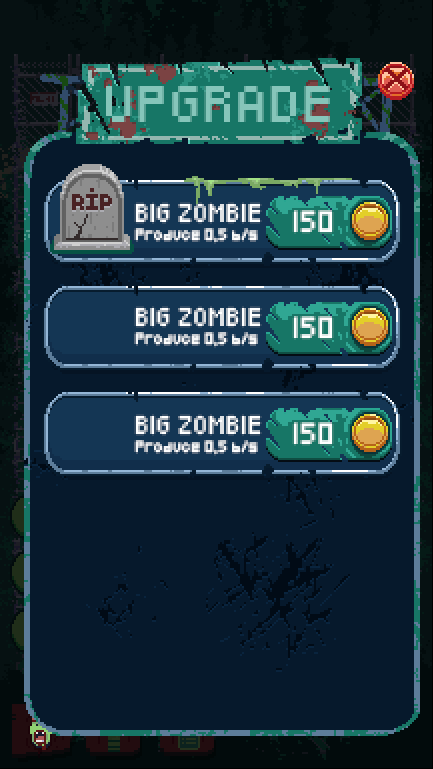 UPGRADE
RIP
BIG ZOMBIE
Produce 0,5 b/s
150
BIG ZOMBIE
Produce 0,5 b/s
150
BIG ZOMBIE
Produce 0,5 b/s
150